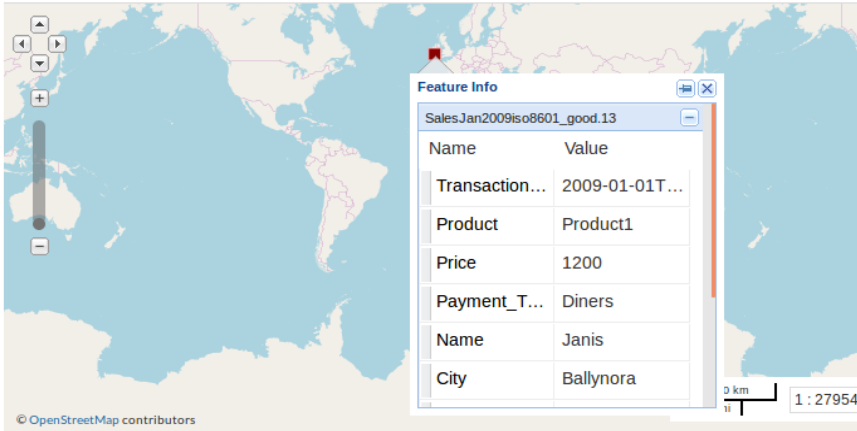 Feature Info
SalesJan2009iso8601_good.13
Name Value
Transaction... 2009-01-01T...
Product Product1
Price 1200
Payment_T... Diners
Name Janis
City Ballynora
km
1 : 27954
© OpenStreetMap contributors